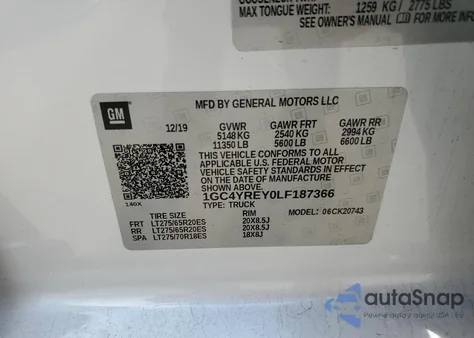 MAX TONGUE WEIGHT: 1259 KG / 2775 LBS
SEE OWNER'S MANUAL
FOR MORE INFORMATION
GM
MFD BY GENERAL MOTORS LLC
12/19 GVWR GAWR FRT GAWR RR
5148 KG 2540 KG 2994 KG
11350 LB 5600 LB 6600 LB
THIS VEHICLE CONFORMS TO ALL
APPLICABLE U.S. FEDERAL MOTOR
VEHICLE SAFETY STANDARDS IN EFFECT ON
THE DATE OF MANUFACTURE SHOWN ABOVE.
1GC4YREY0LF187366
TYPE: TRUCK MODEL: 06CK20743
140X
TIRE SIZE RIM
FRT LT275/65R20ES 20X8.5J
RR LT275/65R20ES 20X8.5J
SPA LT275/70R18ES 18X8J
autoSnap